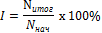 I = N_итог / N_нач x 100%